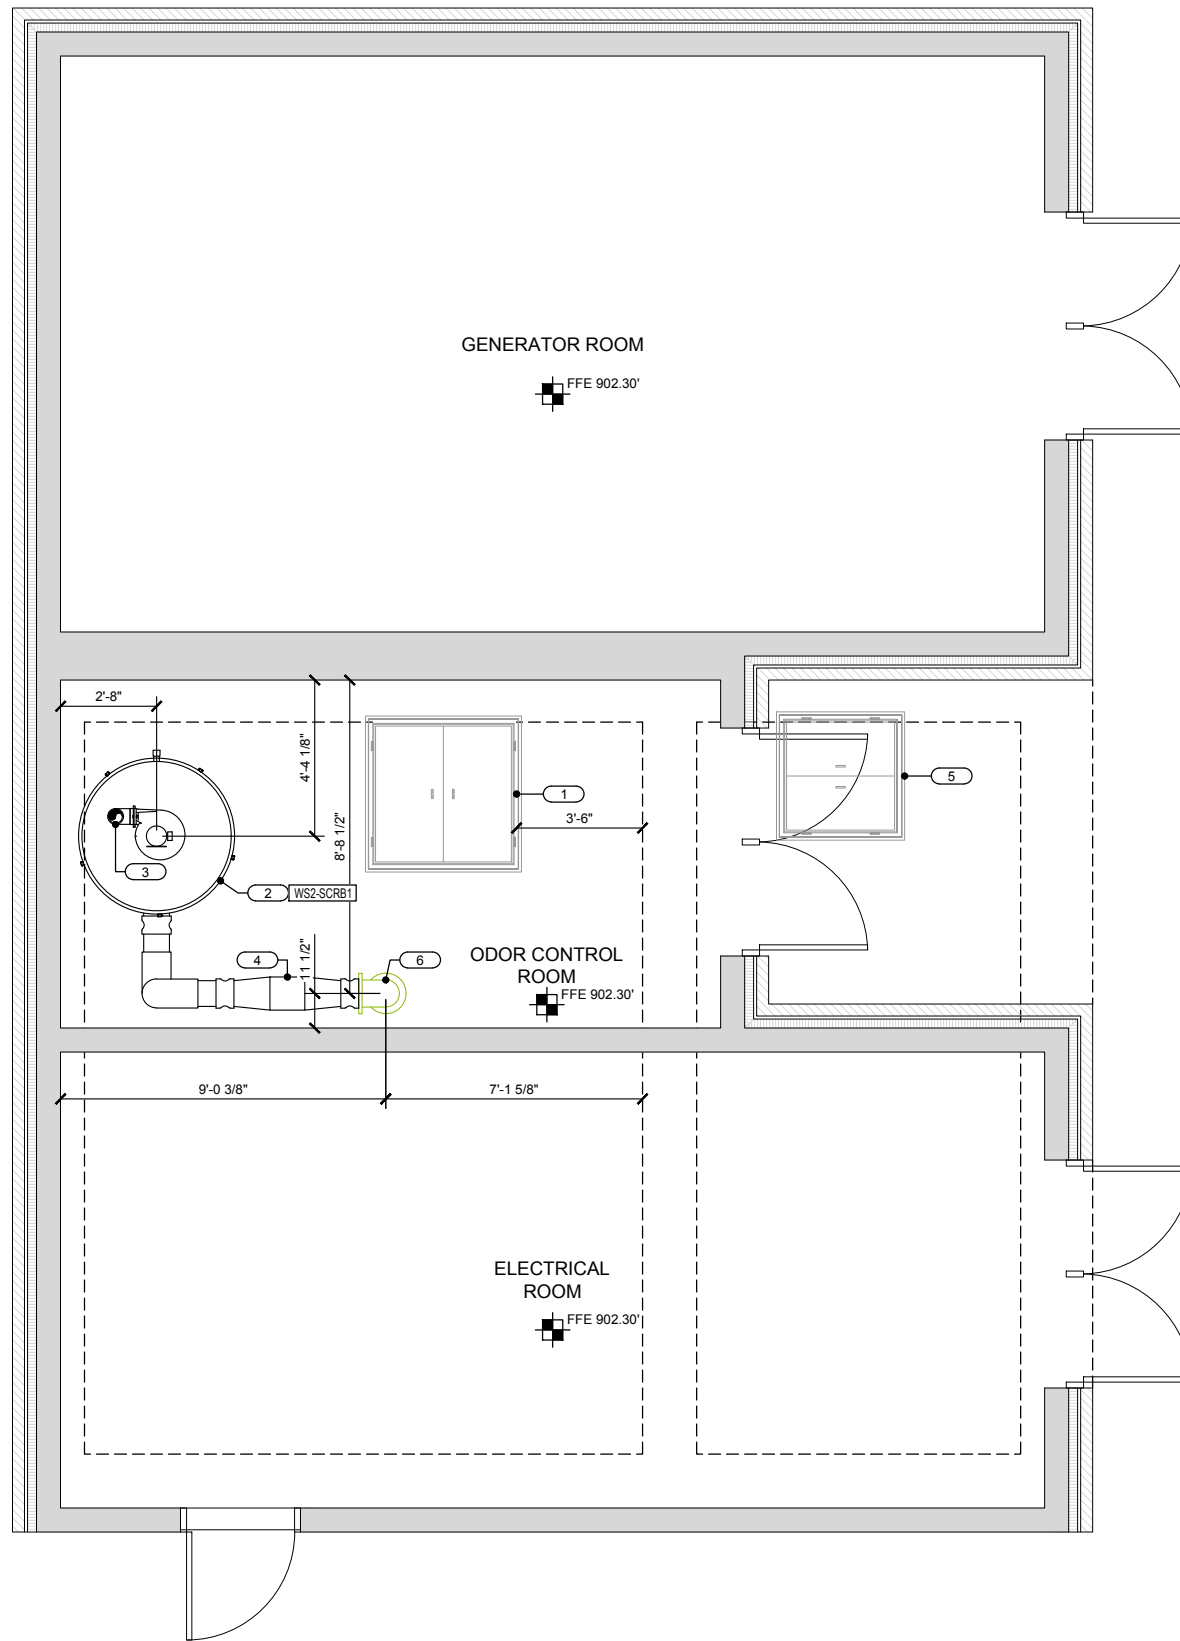 GENERATOR ROOM
FFE 902.30'
2'-8"
4'-4 1/8"
8'-8 1/2"
1
5
3'-6"
3
2
WS2-SCRB1
4
11 1/2"
6
ODOR CONTROL
ROOM
FFE 902.30'
9'-0 3/8"
7'-1 5/8"
ELECTRICAL
ROOM
FFE 902.30'